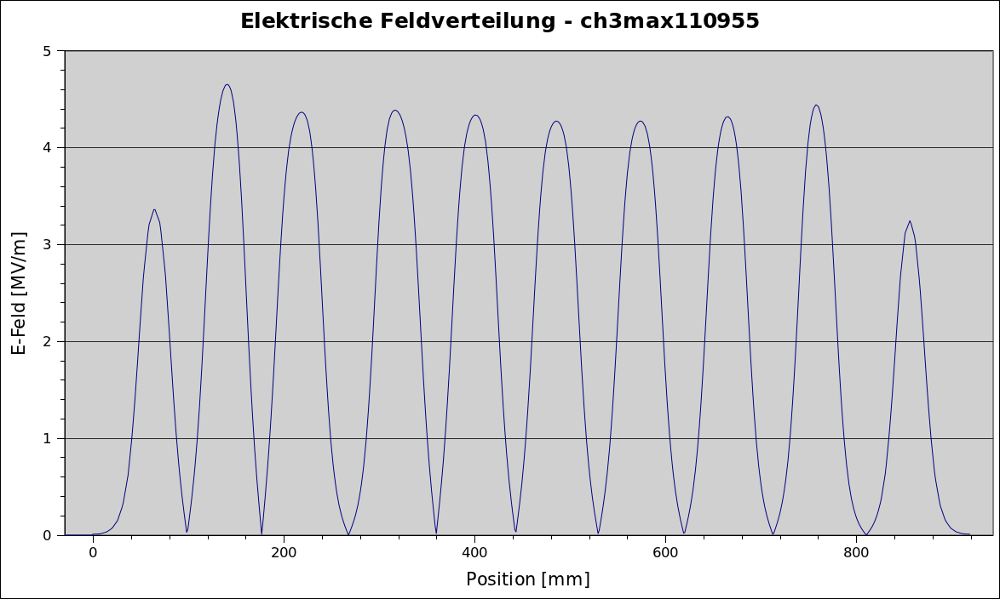 Elektrische Feldverteilung - ch3max110955
5
4
3
2
1
0
E-Feld [MV/m]
0 200 400 600 800
Position [mm]